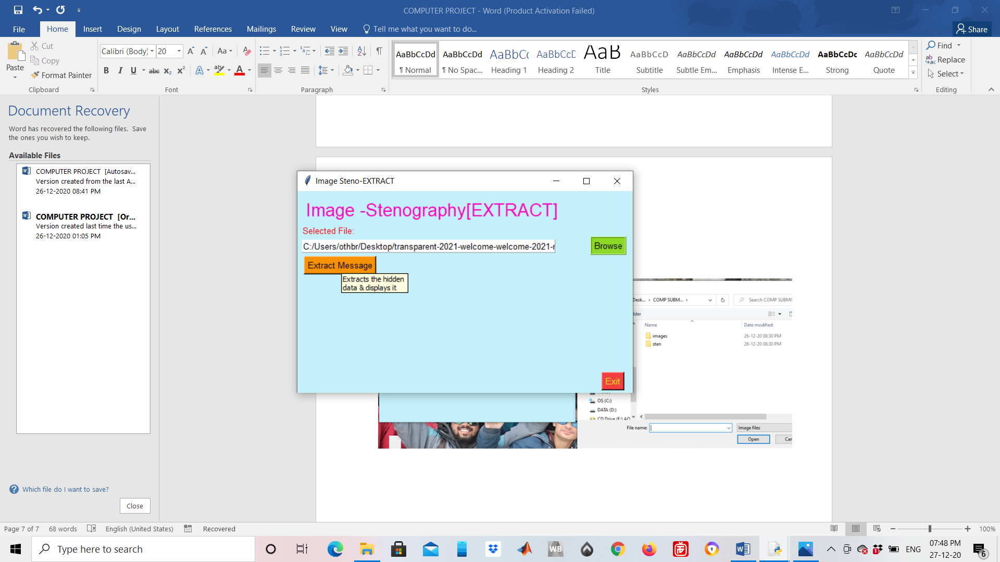 COMPUTER PROJECT - Word (Product Activation Failed)
File Home Insert Design Layout References Mailings Review View Tell me what you want to do... Share
Paste
Cut
Copy
Format Painter
Clipboard
Calibri (Body) 20
Font
Paragraph
AaBbCcDd AaBbCcDd AaBbCc AaBbCcD AaB AaBbCcD AaBbCcDd AaBbCcDd AaBbCcDd AaBbCcDc AaBbCcDd
¶ Normal ¶ No Spac... Heading 1 Heading 2 Title Subtitle Subtle Em... Emphasis Intense E... Strong Quote
Styles
Find
Replace
Select
Editing
Document Recovery
Word has recovered the following files. Save
the ones you wish to keep.
Available Files
COMPUTER PROJECT [Autosav...
Version created from the last A...
26-12-2020 08:41 PM
COMPUTER PROJECT [Or...
Version created last time the us...
26-12-2020 01:05 PM
Which file do I want to save?
Close
Image Steno-EXTRACT
Image -Stenography[EXTRACT]
Selected File:
C:/Users/othbr/Desktop/transparent-2021-welcome-welcome-2021-r
Browse
Extract Message
Extracts the hidden
data & displays it
Exit
Desk... > COMP SUBM... > Search COMP SUBMIS
lder
Name Date modified
images 26-12-20 08:30 PM
sten 26-12-20 08:30 PM
OS (C:)
DATA (D:)
CD Drive (F:) AO
File name: Image files
Open Can
Page 7 of 7 68 words English (United States) Recovered 100%
Type here to search
WB
ENG
07:48 PM
27-12-20
6